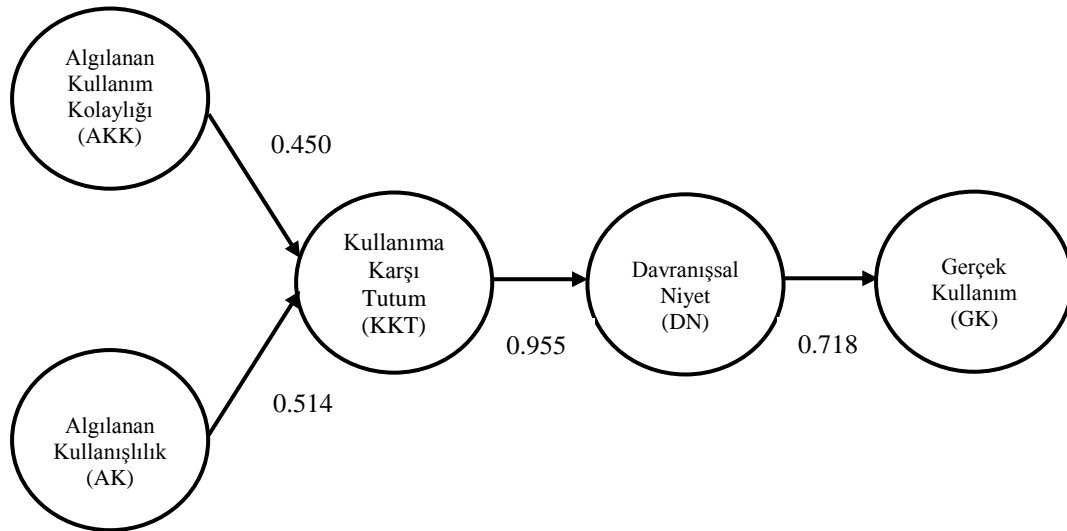 Algılanan
Kullanım
Kolaylığı
(AKK)
0.450
Kullanıma
Karşı
Tutum
(KKT)
0.955
Davranışsal
Niyet
(DN)
0.718
Gerçek
Kullanım
(GK)
0.514
Algılanan
Kullanışlılık
(AK)